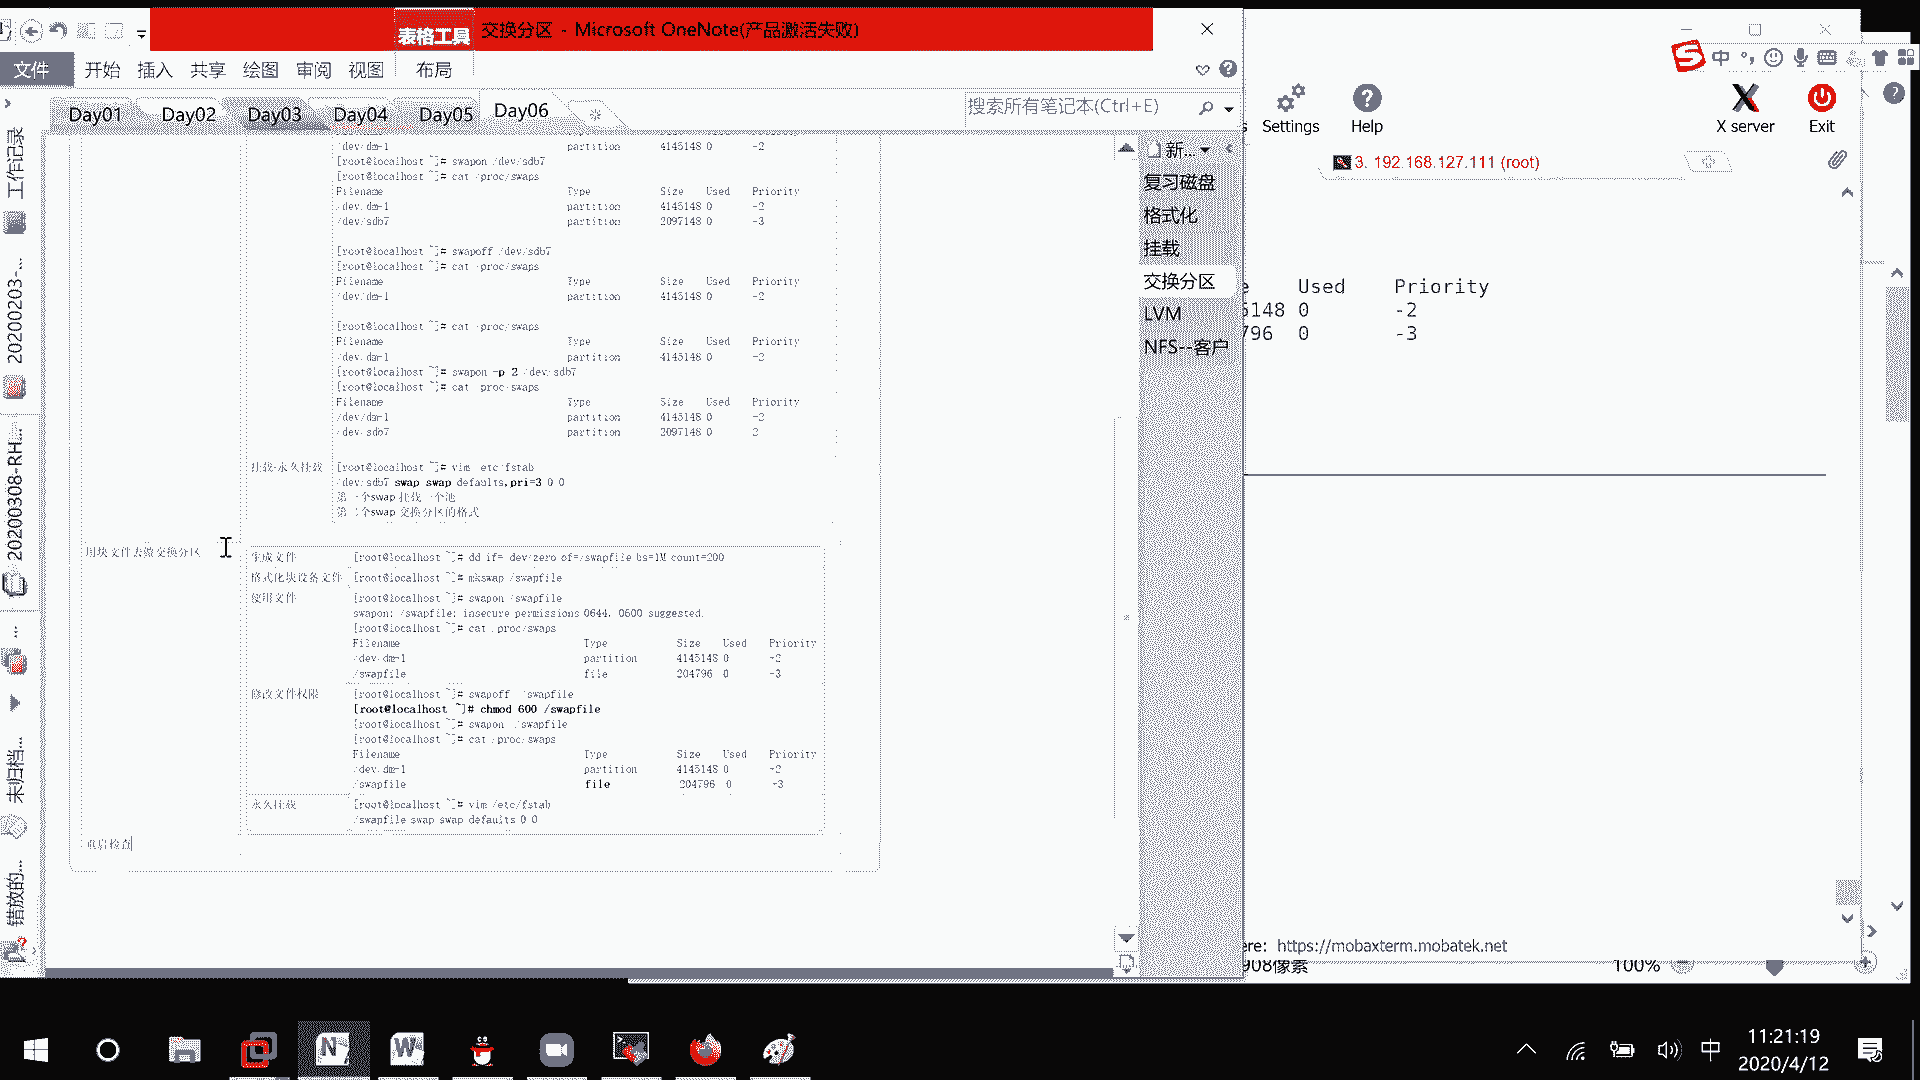 表格工具
交换分区 - Microsoft OneNote(产品激活失败)
文件
开始
插入
共享
绘图
审阅
视图
布局
Day01
Day02
Day03
Day04
Day05
Day06
搜索所有笔记本(Ctrl+E)
工作记录
20200203-...
20200308-RH...
未归档...
错放的...
新...
复习磁盘
格式化
挂载
交换分区
LVM
NFS--客户
/dev/dm-1 partition 4145148 0 -2
[root@localhost ~]# swapon /dev/sdb7
[root@localhost ~]# cat /proc/swaps
Filename Type Size Used Priority
/dev/dm-1 partition 4145148 0 -2
/dev/sdb7 partition 2097148 0 -3
[root@localhost ~]# swapoff /dev/sdb7
[root@localhost ~]# cat /proc/swaps
Filename Type Size Used Priority
/dev/dm-1 partition 4145148 0 -2
[root@localhost ~]# cat /proc/swaps
Filename Type Size Used Priority
/dev/dm-1 partition 4145148 0 -2
[root@localhost ~]# swapon -p 2 /dev/sdb7
[root@localhost ~]# cat /proc/swaps
Filename Type Size Used Priority
/dev/dm-1 partition 4145148 0 -2
/dev/sdb7 partition 2097148 0 2
挂载-永久挂载 [root@localhost ~]# vim /etc/fstab
/dev/sdb7 swap swap defaults,pri=3 0 0
第一个swap 挂载一个池
第二个swap 交换分区的格式
用块文件去做交换分区
生成文件 [root@localhost ~]# dd if=/dev/zero of=/swapfile bs=1M count=200
格式化块设备文件 [root@localhost ~]# mkswap /swapfile
使用文件 [root@localhost ~]# swapon /swapfile
swapon: /swapfile: insecure permissions 0644, 0600 suggested.
[root@localhost ~]# cat /proc/swaps
Filename Type Size Used Priority
/dev/dm-1 partition 4145148 0 -2
/swapfile file 204796 0 -3
修改文件权限 [root@localhost ~]# swapoff /swapfile
[root@localhost ~]# chmod 600 /swapfile
[root@localhost ~]# swapon /swapfile
[root@localhost ~]# cat /proc/swaps
Filename Type Size Used Priority
/dev/dm-1 partition 4145148 0 -2
/swapfile file 204796 0 -3
永久挂载 [root@localhost ~]# vim /etc/fstab
/swapfile swap swap defaults 0 0
重启检查
中
Settings
Help
X server
Exit
3. 192.168.127.111 (root)
e Used Priority
5148 0 -2
796 0 -3
ere: https://mobaxterm.mobatek.net
908像素
100%
中
11:21:19
2020/4/12